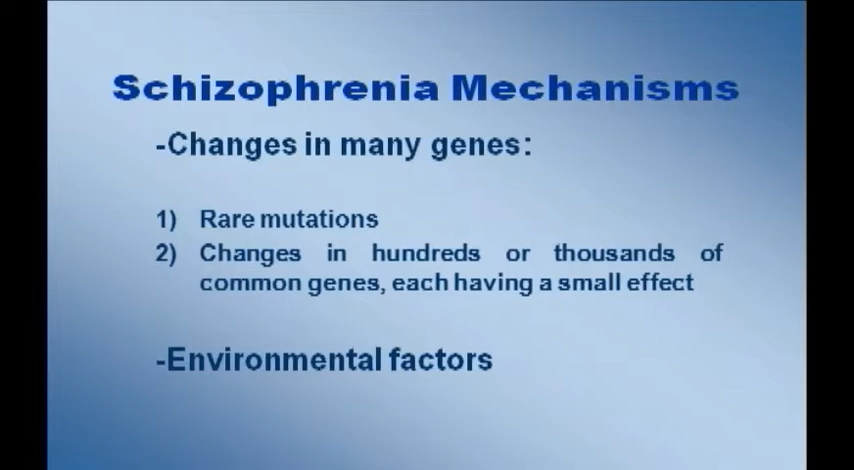 Schizophrenia Mechanisms
-Changes in many genes:
1) Rare mutations
2) Changes in hundreds or thousands of
common genes, each having a small effect
-Environmental factors